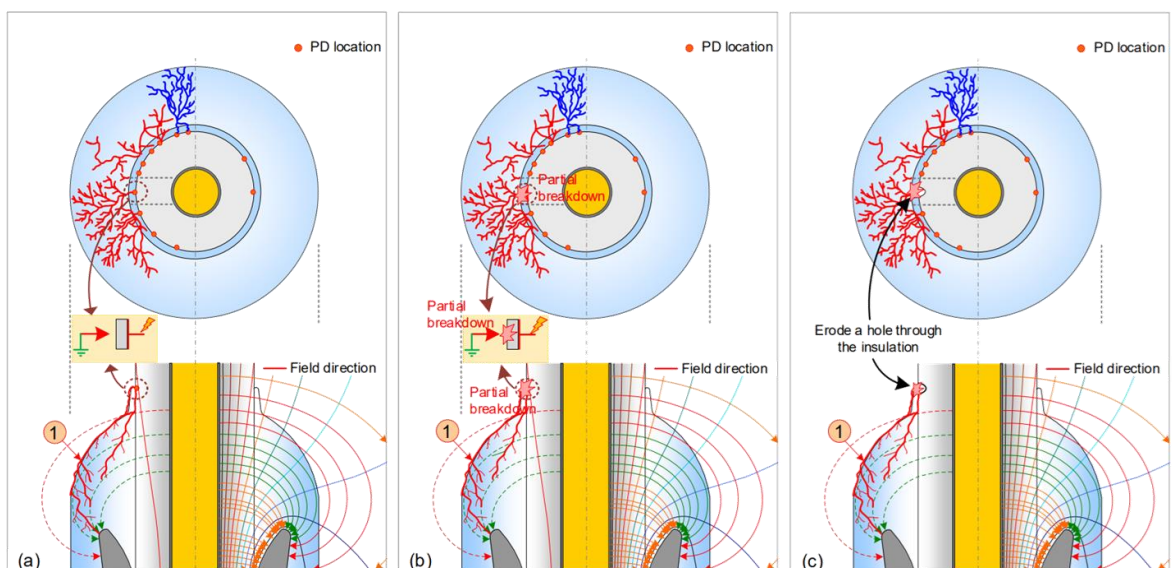 PD location
1
Field direction
(a)
PD location
Partial
breakdown
Partial
breakdown
Partial
breakdown
1
Field direction
(b)
PD location
Erode a hole through
the insulation
1
Field direction
(c)